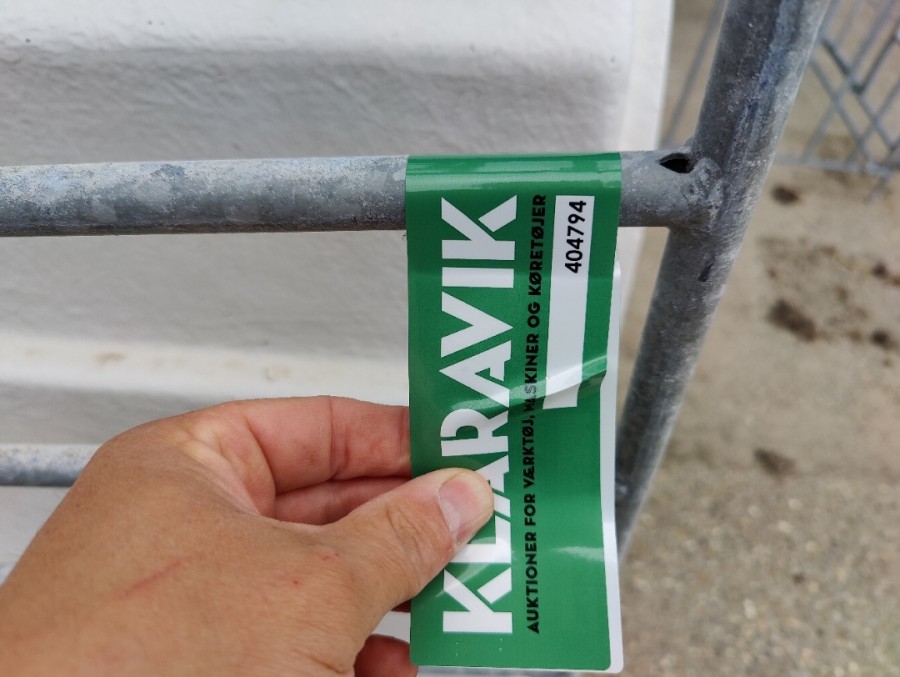 KLARAVIK
AUKTIONER FOR VÆRKTØJ, MASKINER OG KØRETØJER
404794